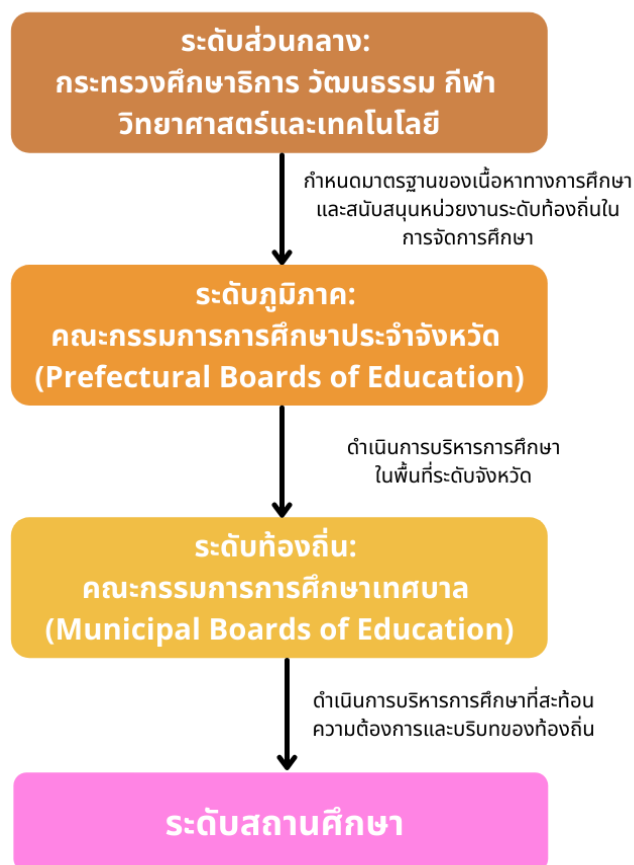 ระดับส่วนกลาง:
กระทรวงศึกษาธิการ วัฒนธรรม กีฬา
วิทยาศาสตร์และเทคโนโลยี
กำหนดมาตรฐานของเนื้อหาทางการศึกษา
และสนับสนุนหน่วยงานระดับท้องถิ่นใน
การจัดการศึกษา
ระดับภูมิภาค:
คณะกรรมการการศึกษาประจำจังหวัด
(Prefectural Boards of Education)
ดำเนินการบริหารการศึกษา
ในพื้นที่ระดับจังหวัด
ระดับท้องถิ่น:
คณะกรรมการการศึกษาเทศบาล
(Municipal Boards of Education)
ดำเนินการบริหารการศึกษาที่สะท้อน
ความต้องการและบริบทของท้องถิ่น
ระดับสถานศึกษา